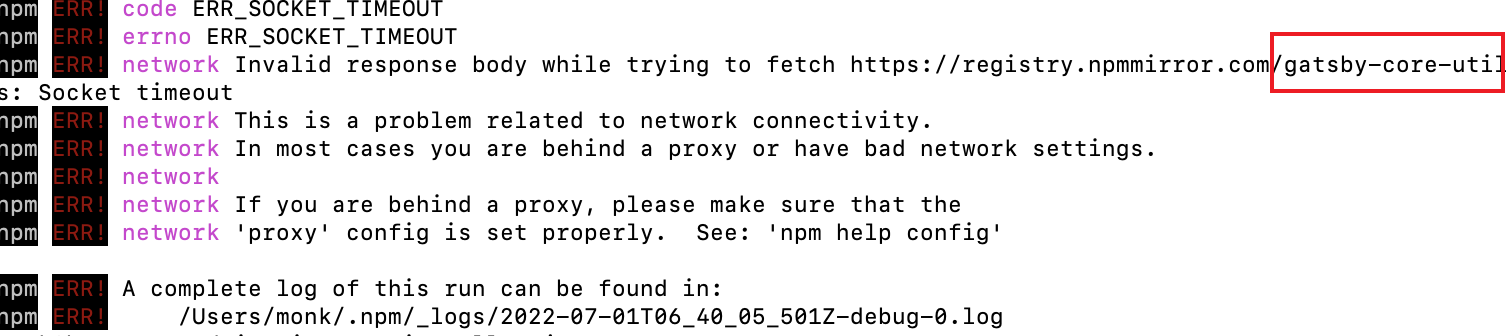 npm ERR! code ERR_SOCKET_TIMEOUT
npm ERR! errno ERR_SOCKET_TIMEOUT
npm ERR! network Invalid response body while trying to fetch https://registry.npmmirror.com/gatsby-core-util
s: Socket timeout
npm ERR! network This is a problem related to network connectivity.
npm ERR! network In most cases you are behind a proxy or have bad network settings.
npm ERR! network
npm ERR! network If you are behind a proxy, please make sure that the
npm ERR! network 'proxy' config is set properly.  See: 'npm help config'
npm ERR! A complete log of this run can be found in:
npm ERR!     /Users/monk/.npm/_logs/2022-07-01T06_40_05_501Z-debug-0.log